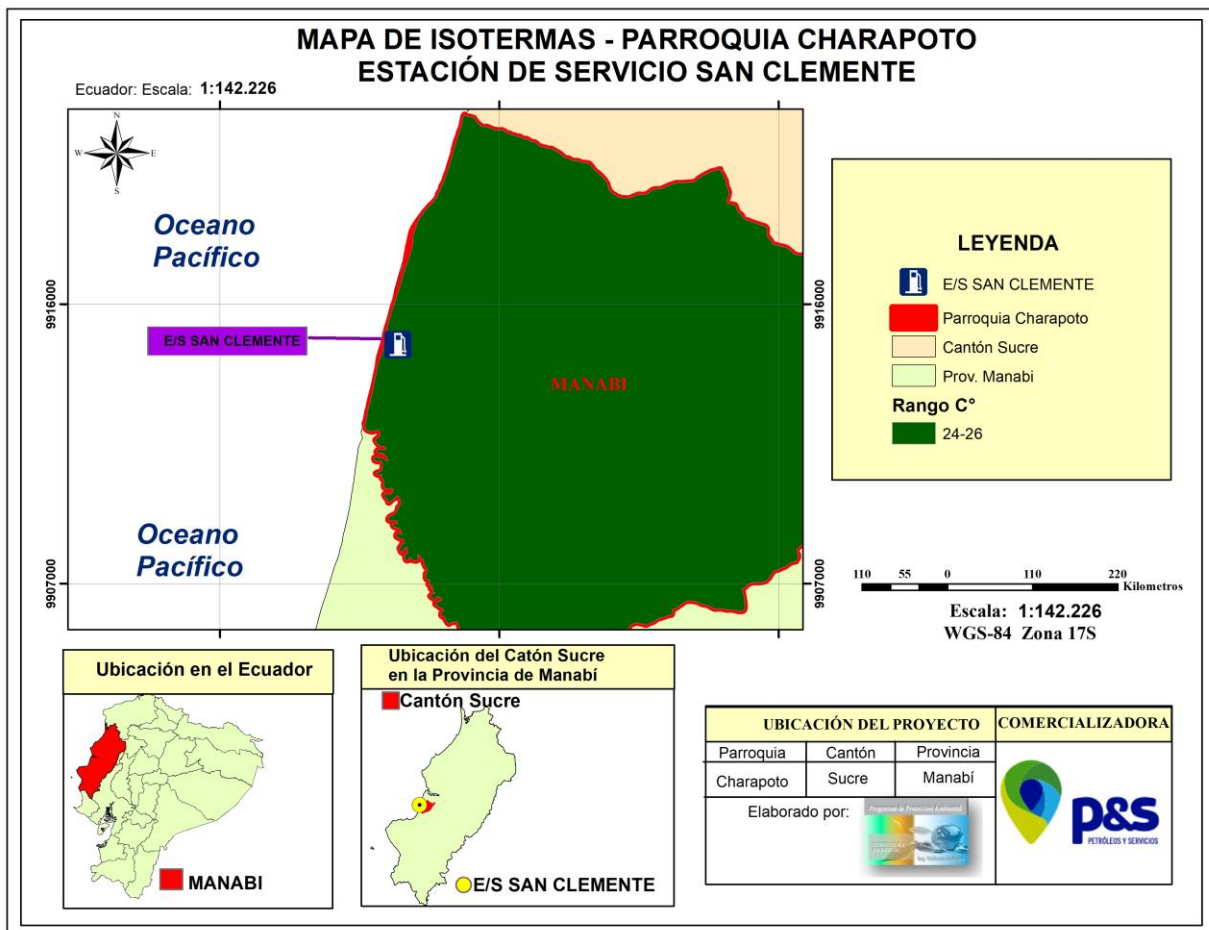 MAPA DE ISOTERMAS - PARROQUIA CHARAPOTO
ESTACIÓN DE SERVICIO SAN CLEMENTE
Ecuador: Escala: 1:142.226
N
W E
S
Oceano
Pacífico
E/S SAN CLEMENTE
MANABI
Oceano
Pacífico
9916000
9907000
9916000
9907000
LEYENDA
E/S SAN CLEMENTE
Parroquia Charapoto
Cantón Sucre
Prov. Manabi
Rango C°
24-26
110 55 0 110 220
Kilometros
Escala: 1:142.226
WGS-84 Zona 17S
Ubicación en el Ecuador
MANABI
Ubicación del Catón Sucre
en la Provincia de Manabí
Cantón Sucre
E/S SAN CLEMENTE
UBICACIÓN DEL PROYECTO
COMERCIALIZADORA
Parroquia Cantón Provincia
Charapoto Sucre Manabí
Elaborado por:
Programas de Proteccion Ambiental
P&S
PETRÓLEOS Y SERVICIOS